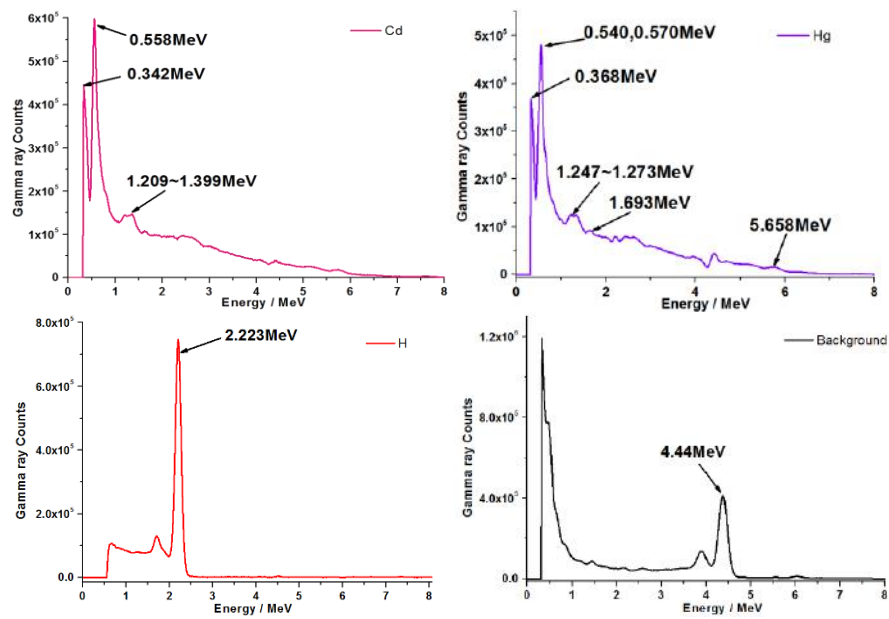 6x10⁵
5x10⁵
4x10⁵
3x10⁵
2x10⁵
1x10⁵
0
Gamma ray Counts
0.558MeV
0.342MeV
1.209~1.399MeV
Cd
0 1 2 3 4 5 6 7 8
Energy / MeV
5x10⁵
4x10⁵
3x10⁵
2x10⁵
1x10⁵
0
Gamma ray Counts
0.540,0.570MeV
0.368MeV
1.247~1.273MeV
1.693MeV
5.658MeV
Hg
0 2 4 6 8
Energy / MeV
8.0x10⁵
6.0x10⁵
4.0x10⁵
2.0x10⁵
0.0
Gamma ray Counts
2.223MeV
H
0 1 2 3 4 5 6 7 8
Energy / MeV
1.2x10⁶
8.0x10⁵
4.0x10⁵
0.0
Gamma ray Counts
4.44MeV
Background
0 1 2 3 4 5 6 7 8
Energy / MeV